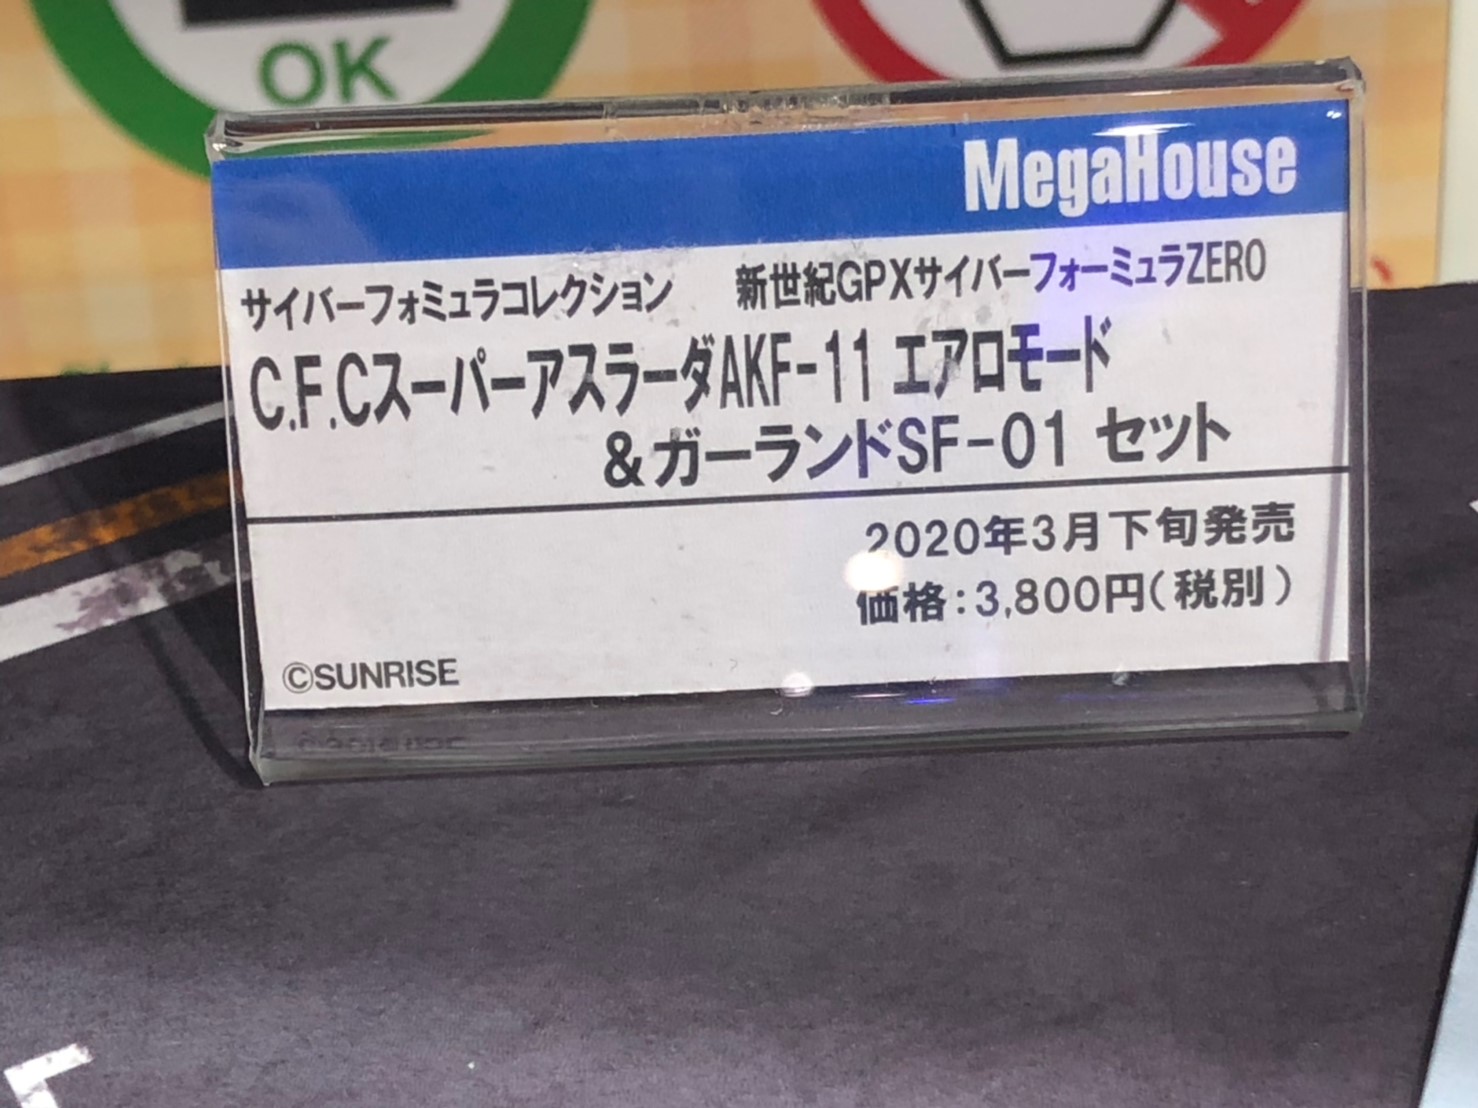 OK
MegaHouse
サイバーフォミュラコレクション 新世紀GPXサイバーフォーミュラZERO
C.F.Cスーパーアスラーダ AKF-11 エアロモード
&ガーランドSF-01 セット
2020年3月下旬発売
価格:3,800円(税別)
©SUNRISE